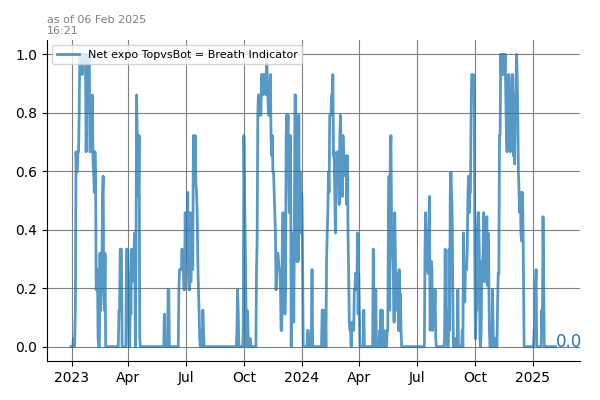 as of 06 Feb 2025
16:21
Net expo TopvsBot = Breath Indicator
1.0
0.8
0.6
0.4
0.2
0.0
0.0
2023 Apr Jul Oct 2024 Apr Jul Oct 2025